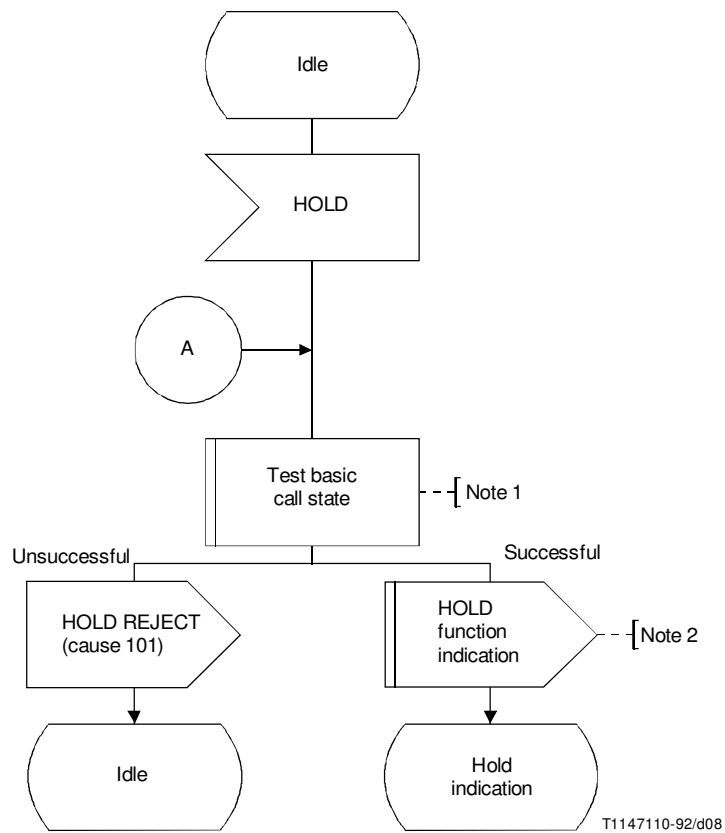 Idle
HOLD
A
Test basic
call state
Note 1
Unsuccessful
Successful
HOLD REJECT
(cause 101)
HOLD
function
indication
Note 2
Idle
Hold
indication
T1147110-92/d08